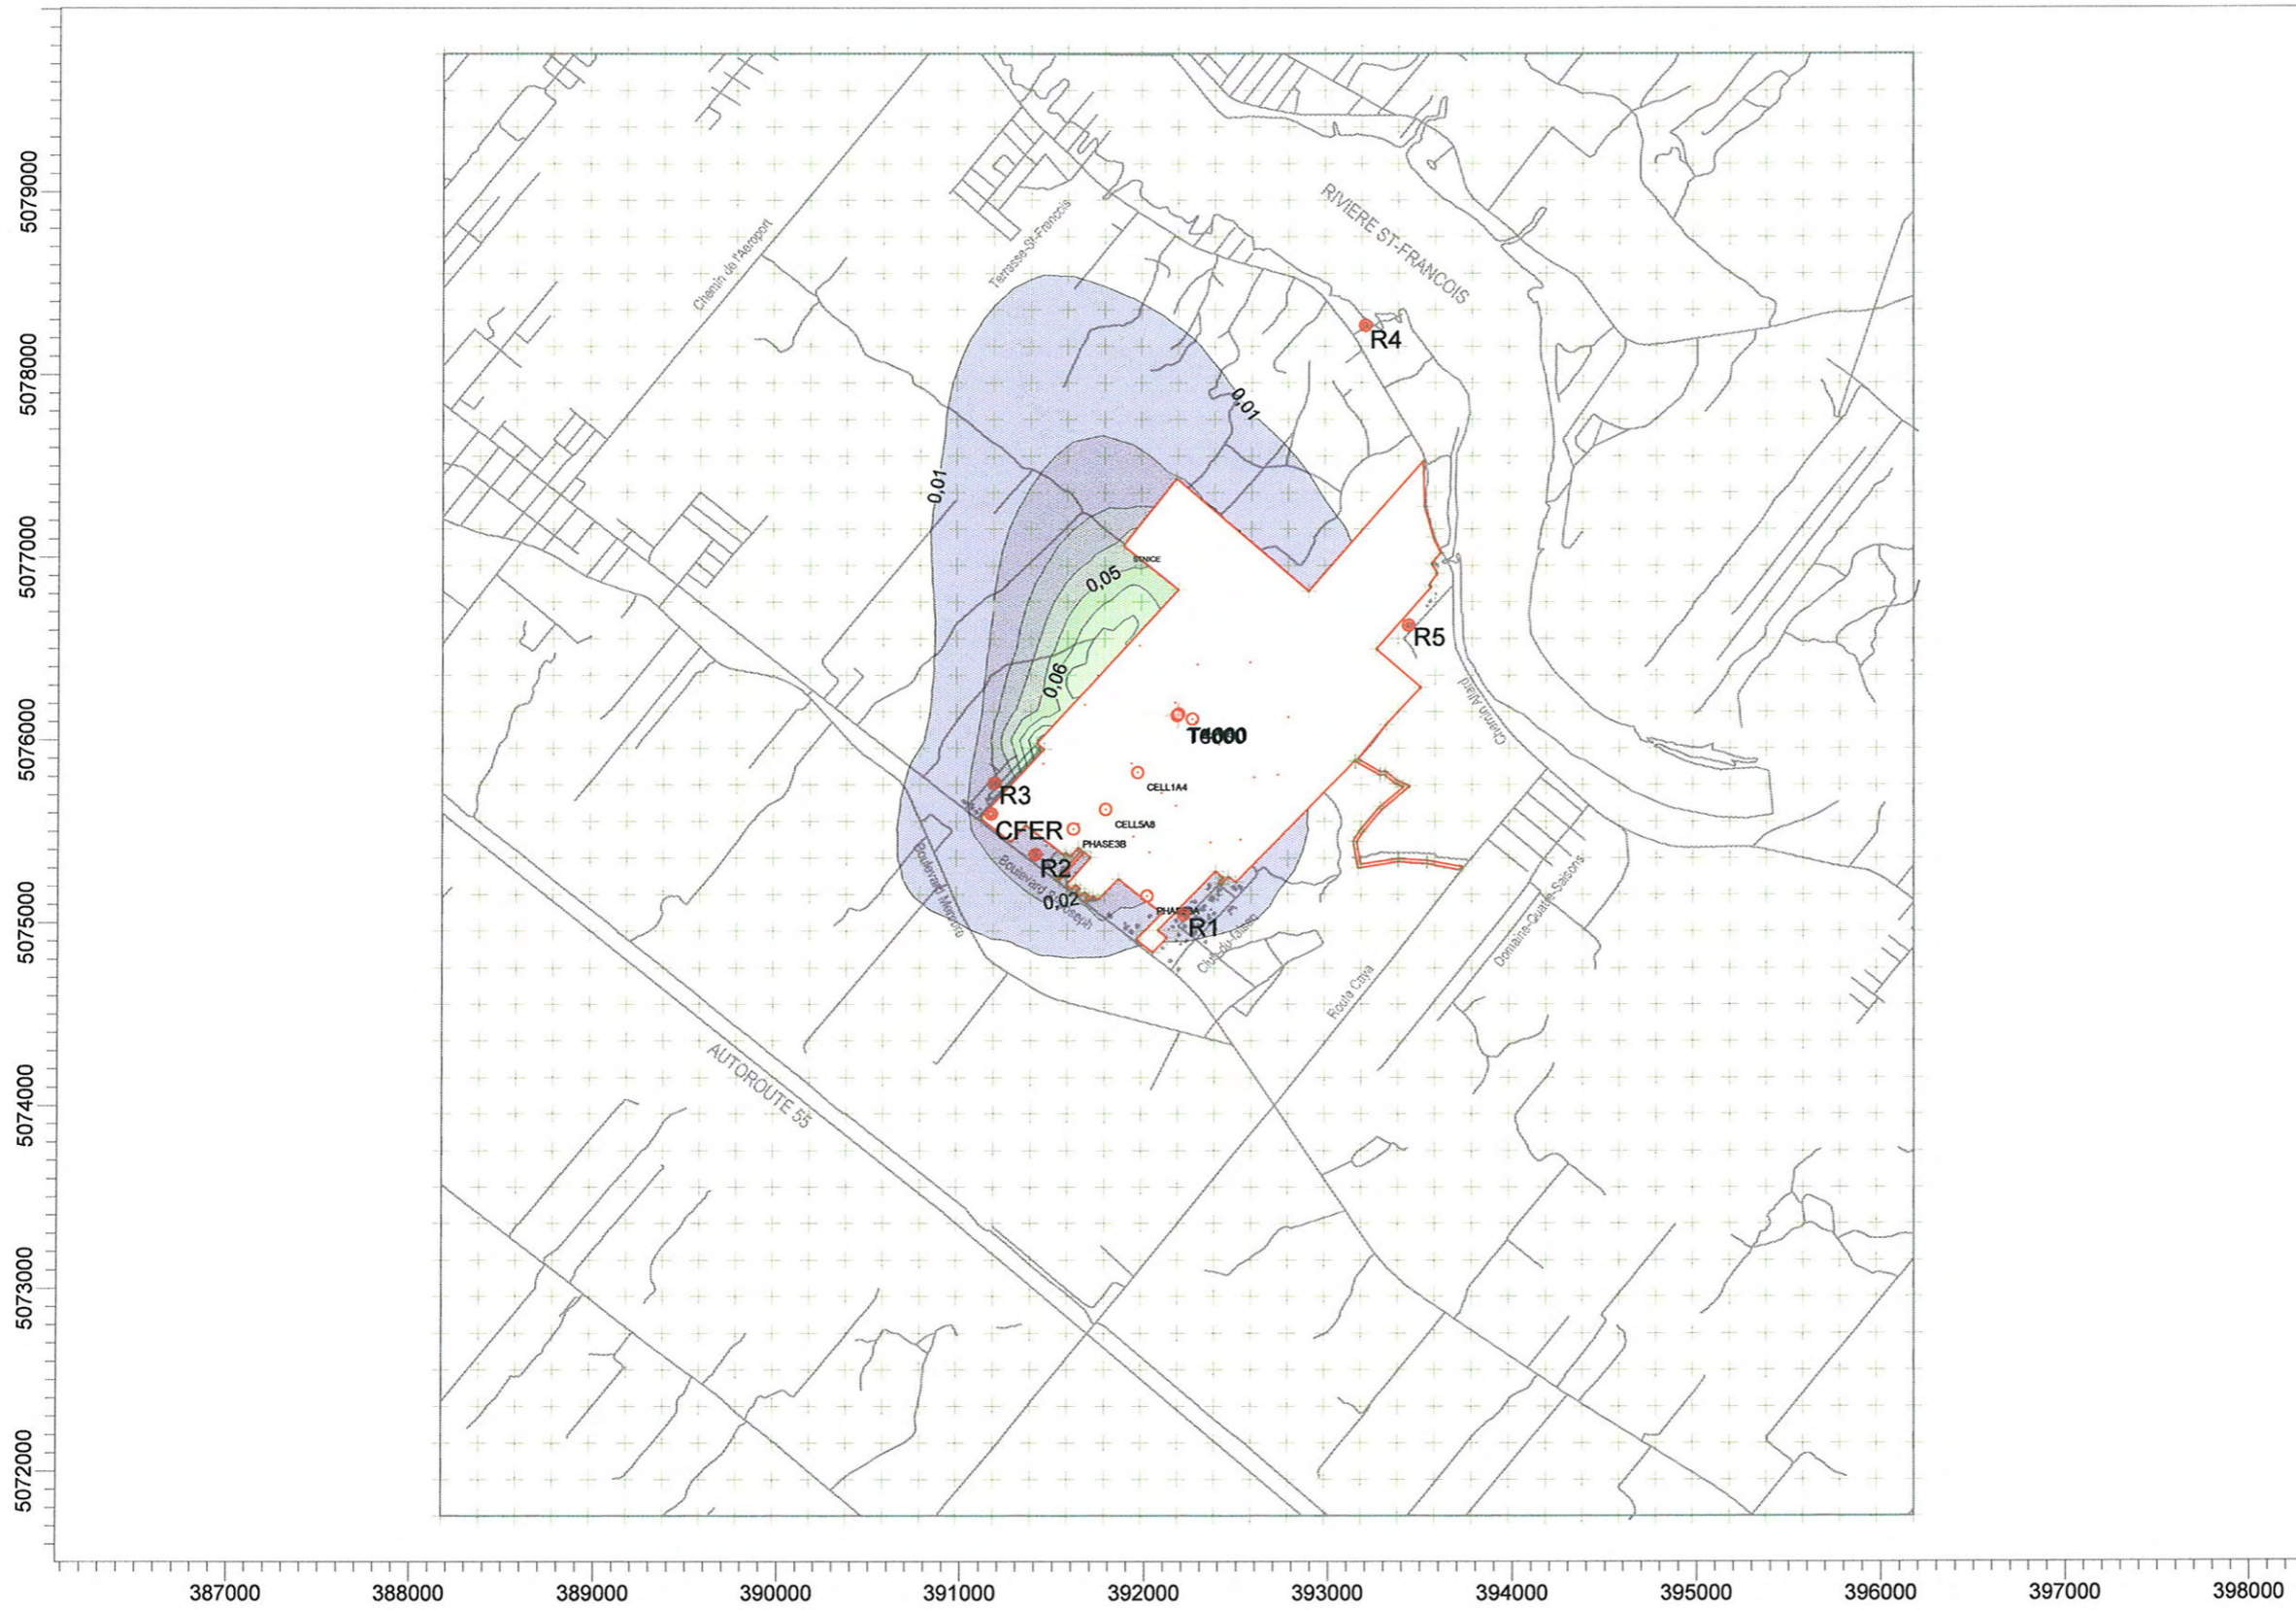 5079000
5078000
5077000
5076000
5075000
5074000
5073000
5072000
RIVIERE ST-FRANCOIS
Terrasse-St-Francois
Chemin de l'Aeroport
R4
0,01
0,01
STNICE
0,05
R5
0,06
Chemin Allard
CELL1A4
R3
CELL5A8
CFER
PHASE3B
R2
Boulevard St-Joseph
0,02
R1
Route Caya
Domaine-Quatre-Saisons
AUTOROUTE 55
387000 388000 389000 390000 391000 392000 393000 394000 395000 396000 397000 398000